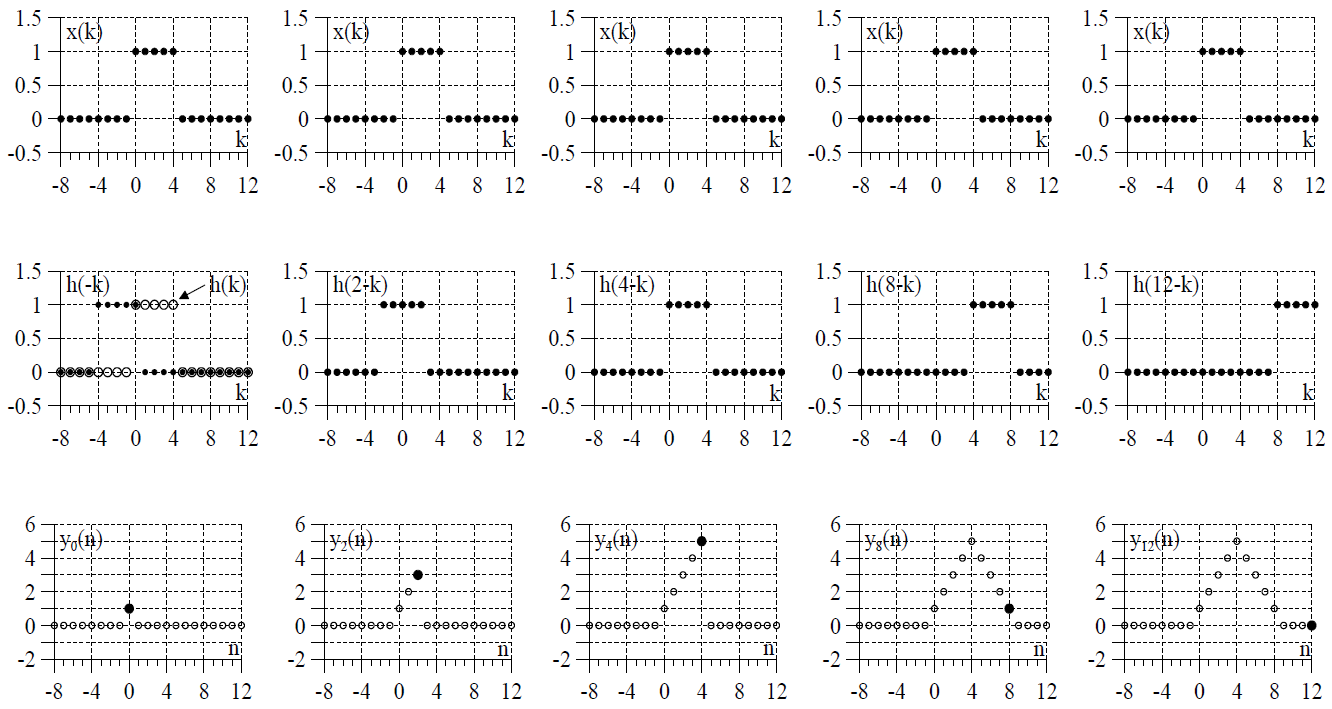 1.5 1.5 1.5 1.5 1.5
x(k) x(k) x(k) x(k) x(k)
1 1 1 1 1
0.5 0.5 0.5 0.5 0.5
0 0 0 0 0
k k k k k
-0.5 -0.5 -0.5 -0.5 -0.5
-8 -4 0 4 8 12 -8 -4 0 4 8 12 -8 -4 0 4 8 12 -8 -4 0 4 8 12 -8 -4 0 4 8 12
1.5 1.5 1.5 1.5 1.5
h(-k) h(k) h(2-k) h(4-k) h(8-k) h(12-k)
1 1 1 1 1
0.5 0.5 0.5 0.5 0.5
0 0 0 0 0
k k k k k
-0.5 -0.5 -0.5 -0.5 -0.5
-8 -4 0 4 8 12 -8 -4 0 4 8 12 -8 -4 0 4 8 12 -8 -4 0 4 8 12 -8 -4 0 4 8 12
6 6 6 6 6
y0(n) y2(n) y4(n) y8(n) y12(n)
4 4 4 4 4
2 2 2 2 2
0 0 0 0 0
n n n n n
-2 -2 -2 -2 -2
-8 -4 0 4 8 12 -8 -4 0 4 8 12 -8 -4 0 4 8 12 -8 -4 0 4 8 12 -8 -4 0 4 8 12